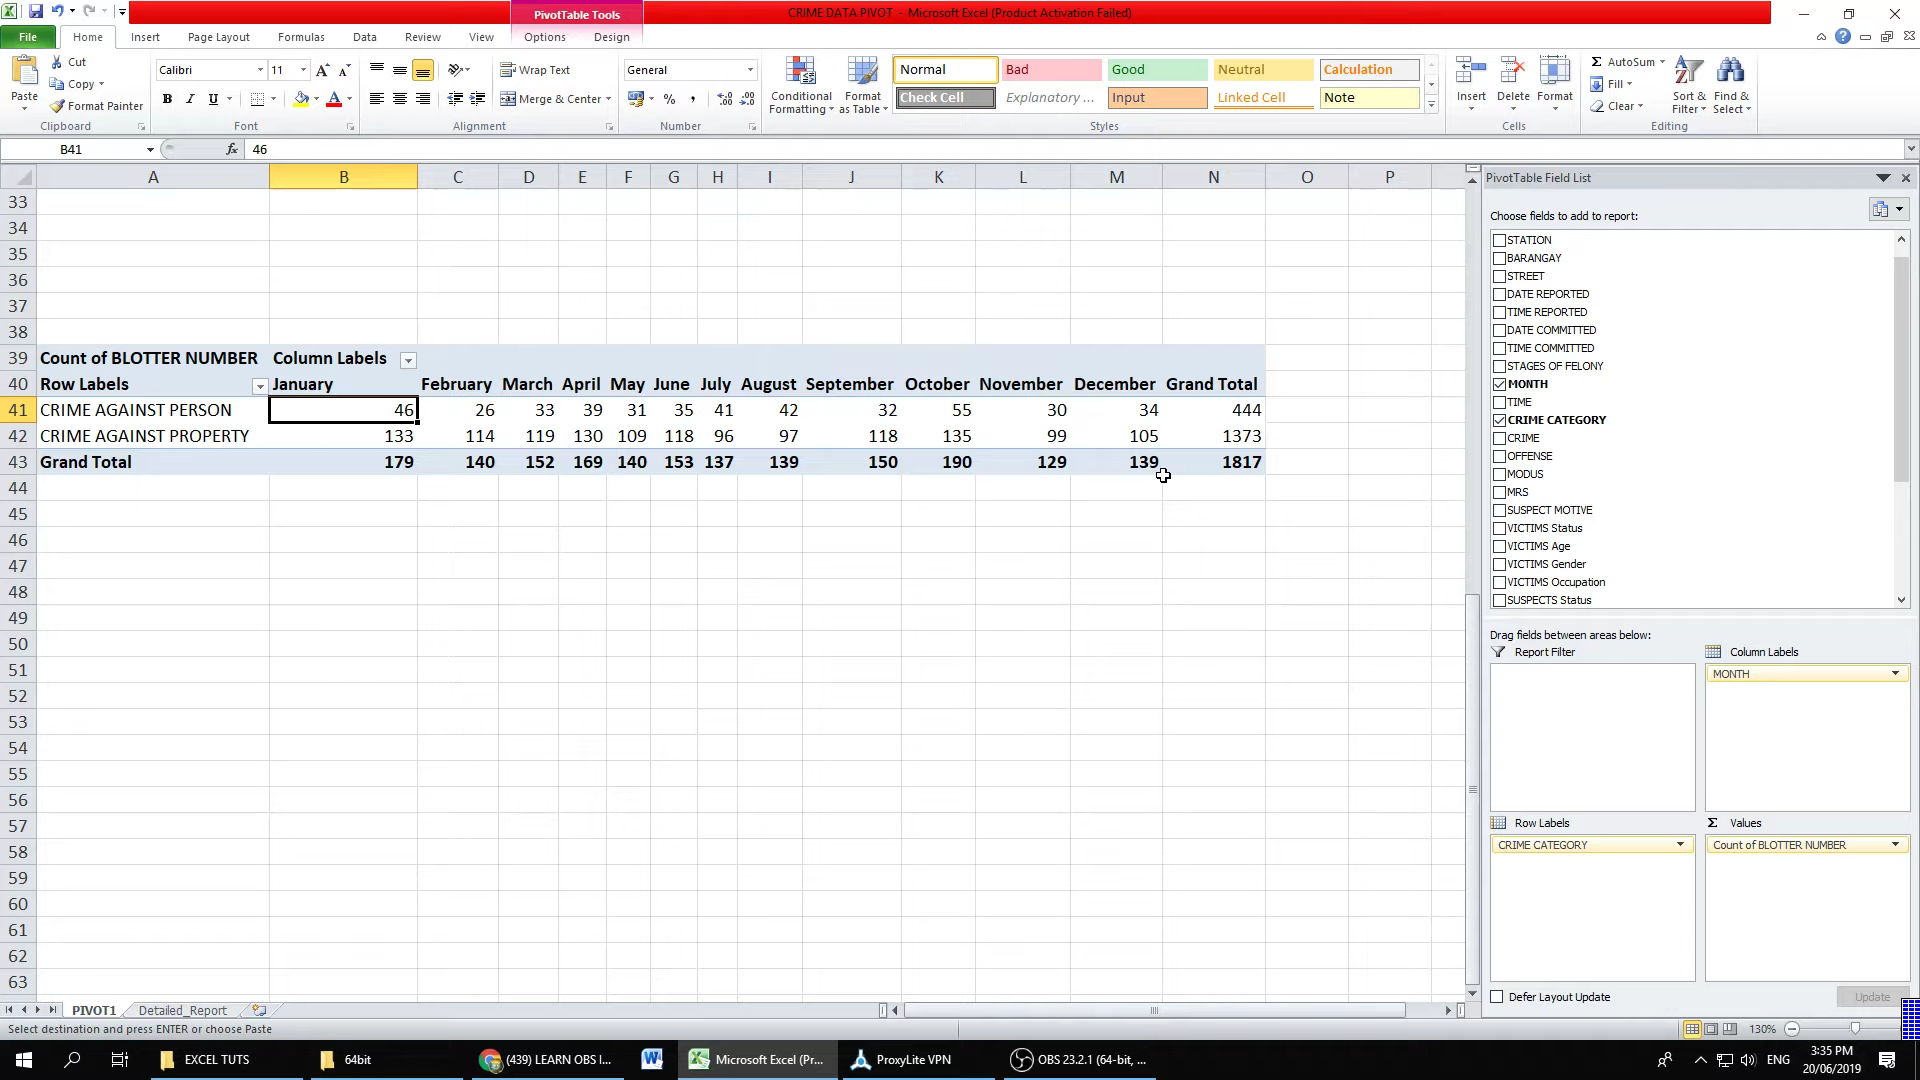 PivotTable Tools
CRIME DATA PIVOT - Microsoft Excel (Product Activation Failed)
File Home Insert Page Layout Formulas Data Review View Options Design
Paste
Cut
Copy
Format Painter
Clipboard
Calibri 11
B I U
Font
Wrap Text
Merge & Center
Alignment
General
Number
Conditional Formatting
Format as Table
Normal Bad Good Neutral Calculation
Check Cell Explanatory ... Input Linked Cell Note
Styles
Insert Delete Format
Cells
AutoSum
Fill
Clear
Sort & Filter
Find & Select
Editing
B41 fx 46
A B C D E F G H I J K L M N O P
33
34
35
36
37
38
39 Count of BLOTTER NUMBER Column Labels
40 Row Labels January February March April May June July August September October November December Grand Total
41 CRIME AGAINST PERSON 46 26 33 39 31 35 41 42 32 55 30 34 444
42 CRIME AGAINST PROPERTY 133 114 119 130 109 118 96 97 118 135 99 105 1373
43 Grand Total 179 140 152 169 140 153 137 139 150 190 129 139 1817
44
45
46
47
48
49
50
51
52
53
54
55
56
57
58
59
60
61
62
63
PivotTable Field List
Choose fields to add to report:
STATION
BARANGAY
STREET
DATE REPORTED
TIME REPORTED
DATE COMMITTED
TIME COMMITTED
STAGES OF FELONY
MONTH
TIME
CRIME CATEGORY
CRIME
OFFENSE
MODUS
MRS
SUSPECT MOTIVE
VICTIMS Status
VICTIMS Age
VICTIMS Gender
VICTIMS Occupation
SUSPECTS Status
Drag fields between areas below:
Report Filter
Column Labels
MONTH
Row Labels
CRIME CATEGORY
Σ Values
Count of BLOTTER NUMBER
Defer Layout Update
Update
PIVOT1 Detailed_Report
Select destination and press ENTER or choose Paste
130%
EXCEL TUTS
64bit
(439) LEARN OBS I...
Microsoft Excel (Pr...
ProxyLite VPN
OBS 23.2.1 (64-bit, ...
ENG
3:35 PM
20/06/2019